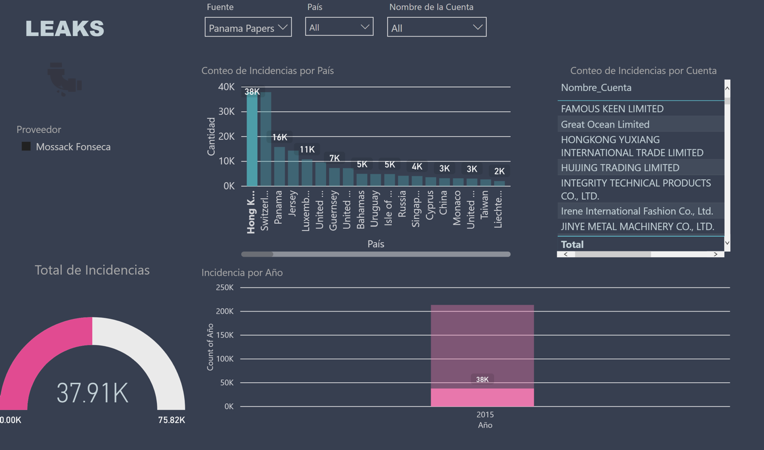 LEAKS
Fuente
País
Nombre de la Cuenta
Panama Papers
All
All
Proveedor
Mossack Fonseca
Conteo de Incidencias por País
Cantidad
40K
30K
20K
10K
0K
38K
16K
11K
7K
5K
5K
4K
3K
3K
2K
Hong K...
Switzerl...
Panama
Jersey
Luxemb...
United ...
Guernsey
United ...
Bahamas
Uruguay
Isle of ...
Russia
Singap...
Cyprus
China
Monaco
United ...
Taiwan
Liechte...
País
Conteo de Incidencias por Cuenta
Nombre_Cuenta
FAMOUS KEEN LIMITED
Great Ocean Limited
HONGKONG YUXIANG
INTERNATIONAL TRADE LIMITED
HUIJING TRADING LIMITED
INTEGRITY TECHNICAL PRODUCTS
CO., LTD.
Irene International Fashion Co., Ltd.
JINYE METAL MACHINERY CO., LTD.
Total
Total de Incidencias
37.91K
0.00K
75.82K
Incidencia por Año
Count of Año
250K
200K
150K
100K
50K
0K
38K
2015
Año